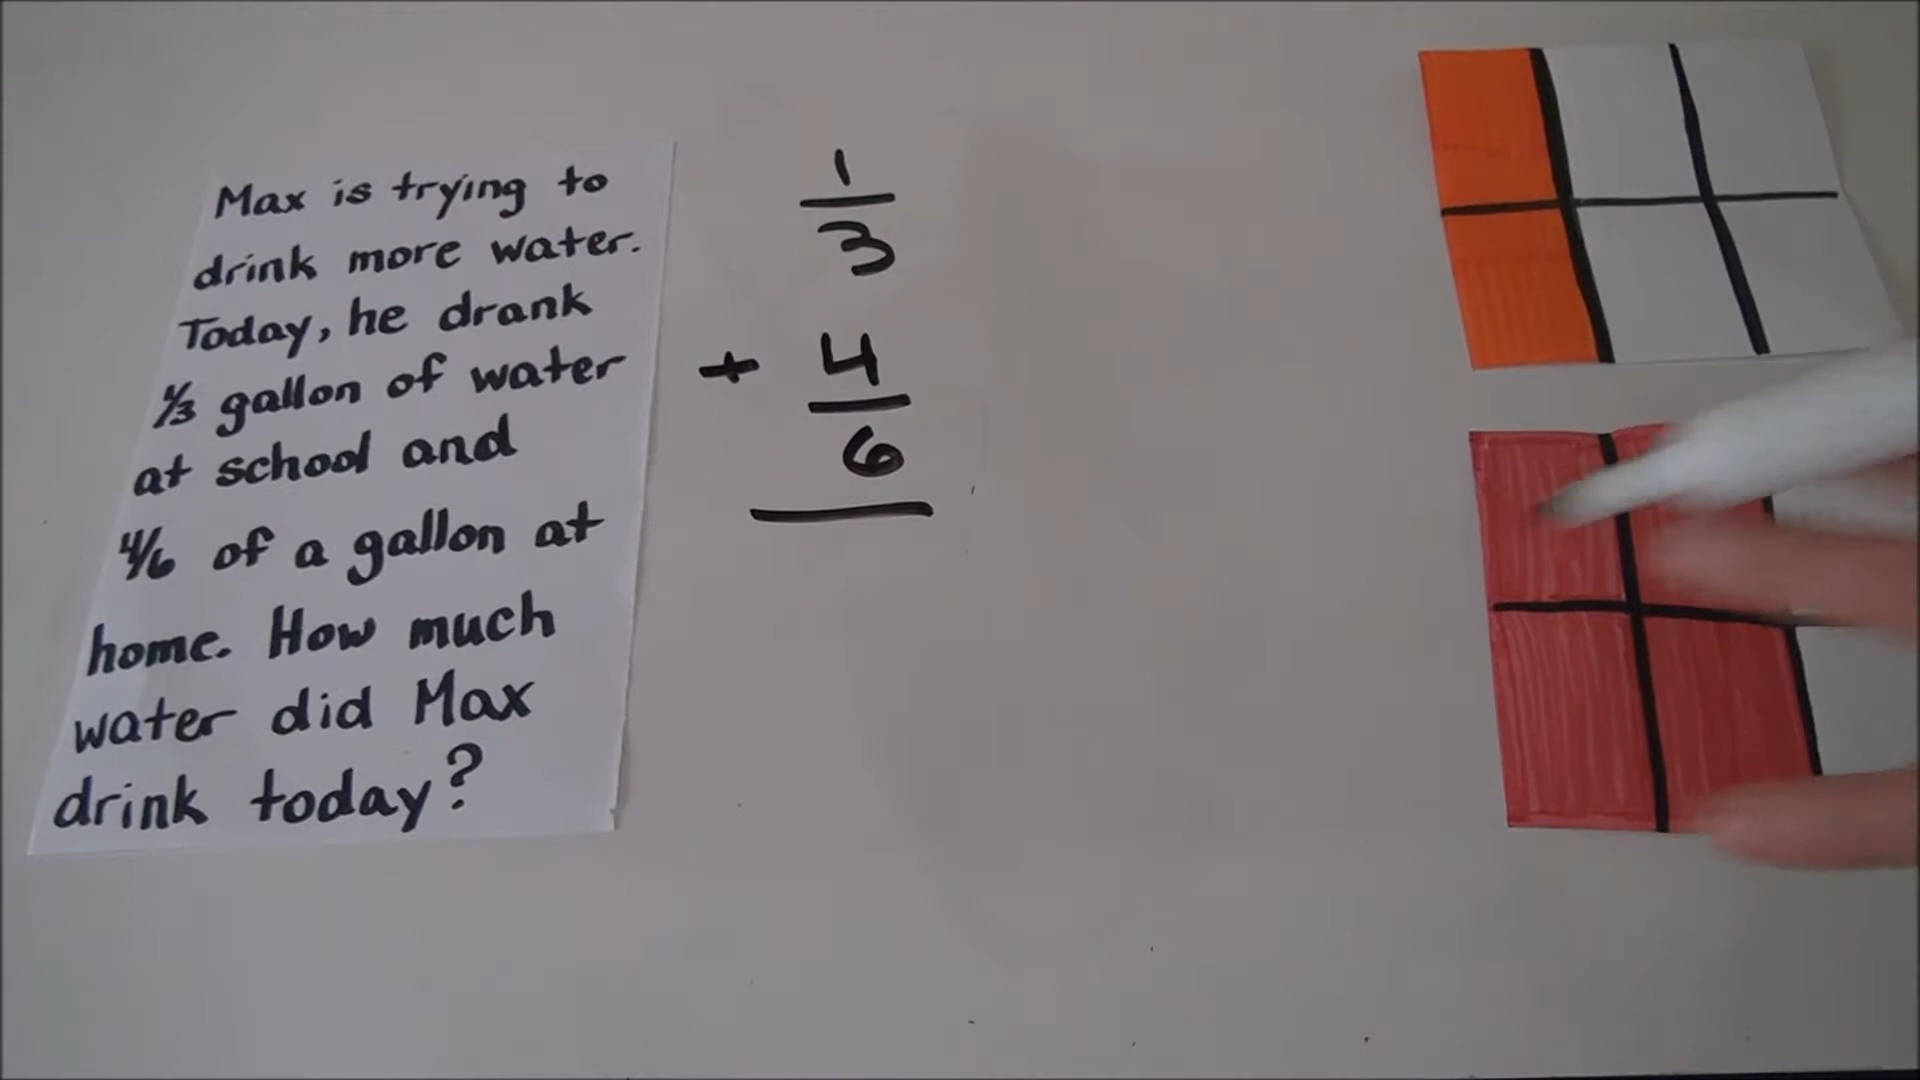 Max is trying to
drink more water.
Today, he drank
1/3 gallon of water
at school and
4/6 of a gallon at
home. How much
water did Max
drink today?
1
3
+ 4
6